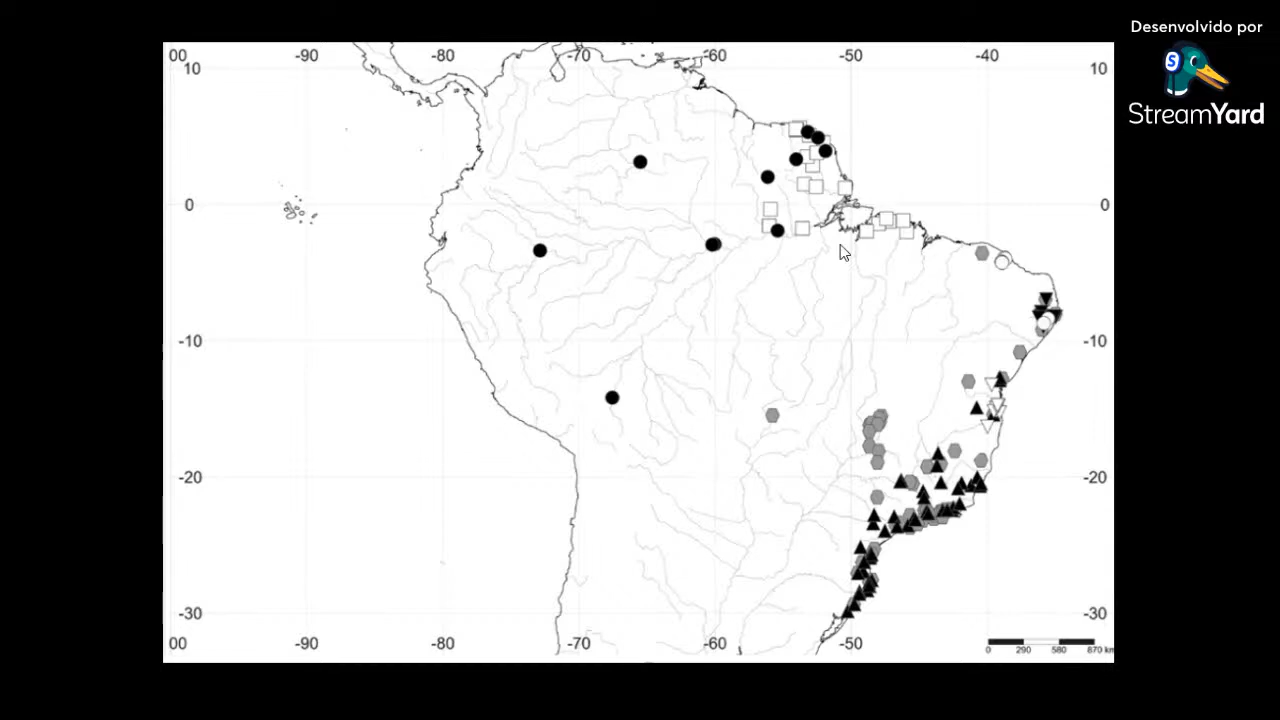 Desenvolvido por
StreamYard
00 -90 -80 -70 -60 -50 -40
10 10
0 0
-10 -10
-20 -20
-30 -30
00 -90 -80 -70 -60 -50
0 290 580 870 km